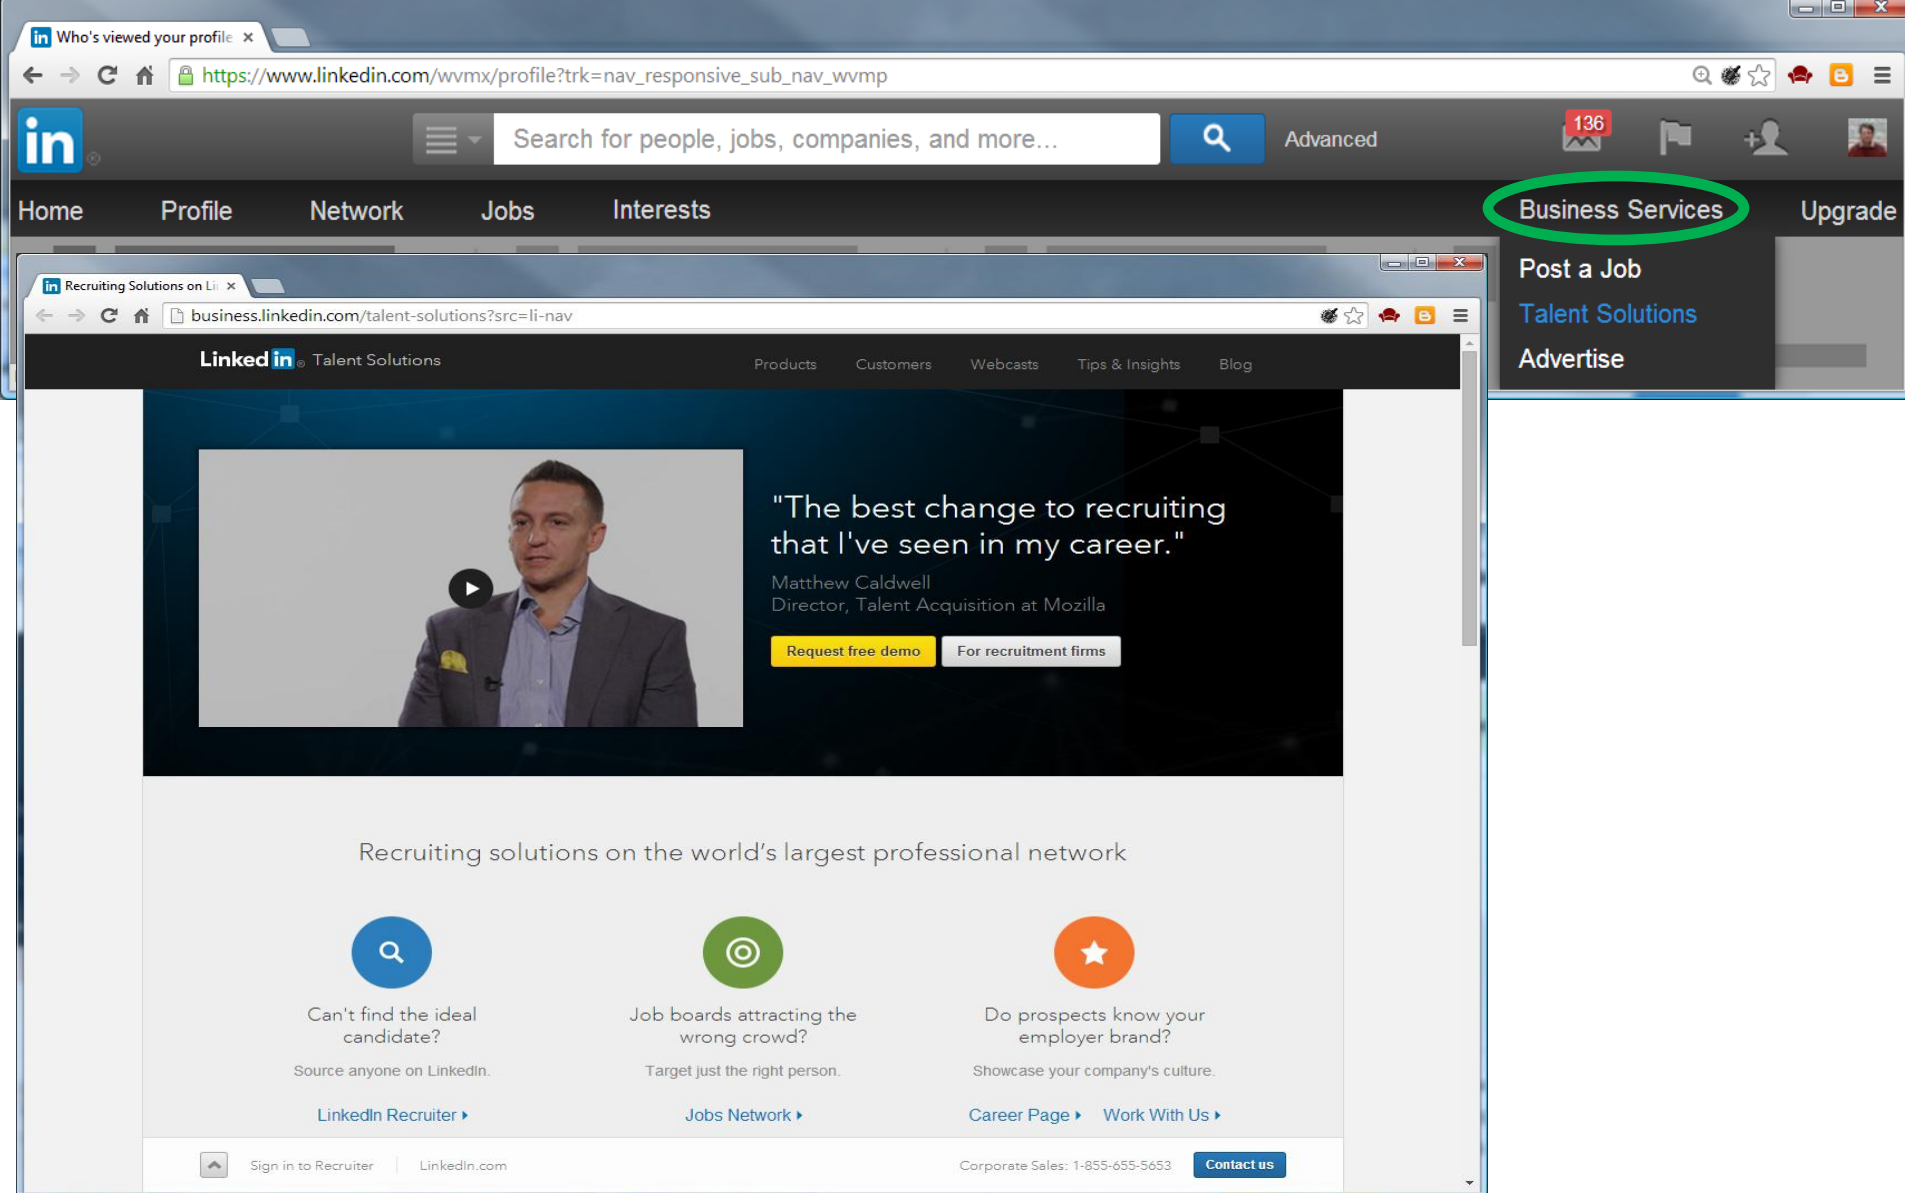 Who's viewed your profile
https://www.linkedin.com/wvmx/profile?trk=nav_responsive_sub_nav_wvmp
in
Search for people, jobs, companies, and more...
Advanced
136
Home Profile Network Jobs Interests Business Services Upgrade
Post a Job
Talent Solutions
Advertise
in Recruiting Solutions on Li
business.linkedin.com/talent-solutions?src=li-nav
Linked in ® Talent Solutions
Products Customers Webcasts Tips & Insights Blog
"The best change to recruiting
that I've seen in my career."
Matthew Caldwell
Director, Talent Acquisition at Mozilla
Request free demo For recruitment firms
Recruiting solutions on the world's largest professional network
Can't find the ideal
candidate?
Source anyone on LinkedIn.
LinkedIn Recruiter
Job boards attracting the
wrong crowd?
Target just the right person.
Jobs Network
Do prospects know your
employer brand?
Showcase your company's culture.
Career Page Work With Us
Sign in to Recruiter LinkedIn.com Corporate Sales: 1-855-655-5653 Contact us